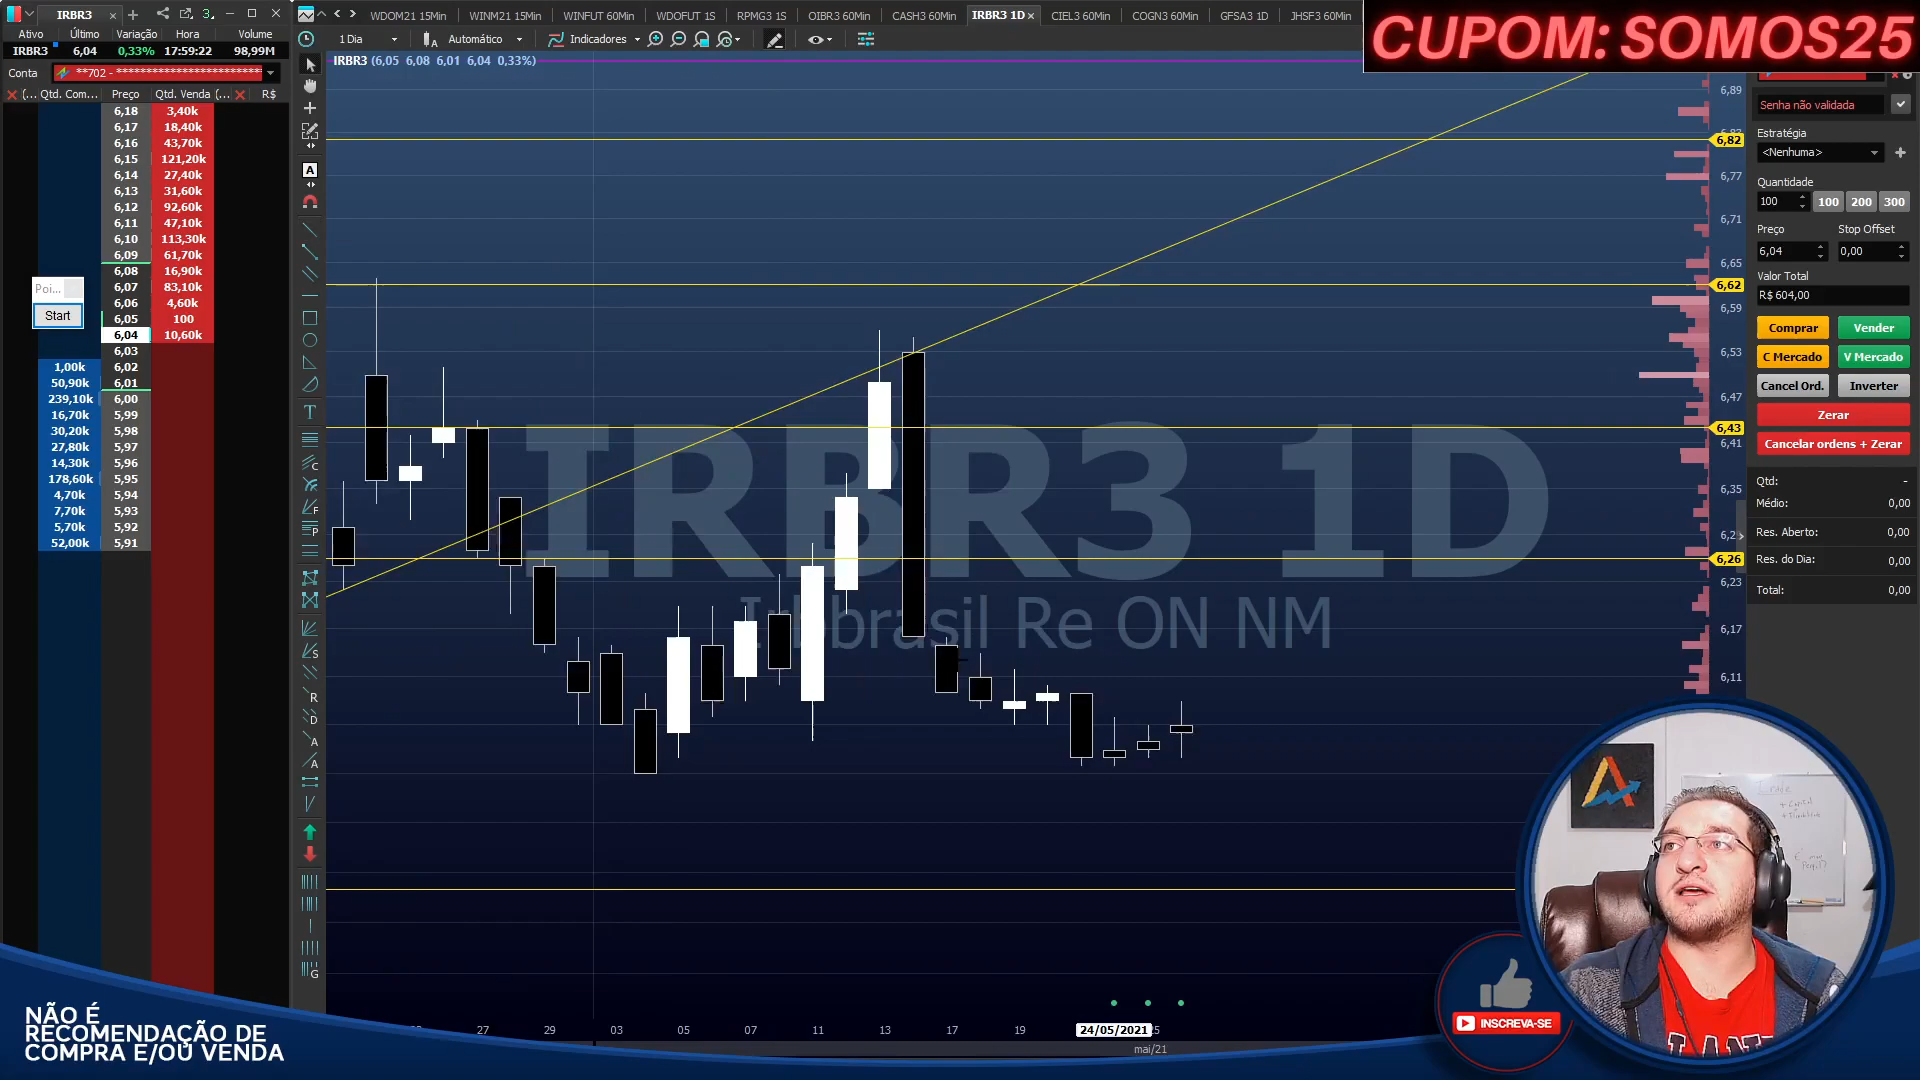 IRBR3
3
Ativo Último Variação Hora Volume
IRBR3 6,04 0,33% 17:59:22 98,99M
Conta **702 - **************************
(... Qtd. Com... Preço Qtd. Venda (... R$
6,18 3,40k
6,17 18,40k
6,16 43,70k
6,15 121,20k
6,14 27,40k
6,13 31,60k
6,12 92,60k
6,11 47,10k
6,10 113,30k
6,09 61,70k
6,08 16,90k
6,07 83,10k
6,06 4,60k
6,05 100
6,04 10,60k
6,03
1,00k 6,02
50,90k 6,01
239,10k 6,00
16,70k 5,99
30,20k 5,98
27,80k 5,97
14,30k 5,96
178,60k 5,95
4,70k 5,94
7,70k 5,93
5,70k 5,92
52,00k 5,91
Poi...
Start
WDOM21 15Min WINM21 15Min WINFUT 60Min WDOFUT 1S RPMG3 1S OIBR3 60Min CASH3 60Min IRBR3 1D CIEL3 60Min COGN3 60Min GFSA3 1D JHSF3 60Min
1 Dia Automático Indicadores
IRBR3 (6,05 6,08 6,01 6,04 0,33%)
IRBR3 1D
Irbbrasil Re ON NM
6,89
6,82
6,77
6,71
6,65
6,62
6,59
6,53
6,47
6,43
6,41
6,35
6,26
6,23
6,17
6,11
27 29 03 05 07 11 13 17 19 24/05/2021 25
mai/21
CUPOM: SOMOS25
Senha não validada
Estratégia
<Nenhuma>
Quantidade
100 100 200 300
Preço Stop Offset
6,04 0,00
Valor Total
R$ 604,00
Comprar Vender
C Mercado V Mercado
Cancel Ord. Inverter
Zerar
Cancelar ordens + Zerar
Qtd: -
Médio: 0,00
Res. Aberto: 0,00
Res. do Dia: 0,00
Total: 0,00
INSCREVA-SE
NÃO É
RECOMENDAÇÃO DE
COMPRA E/OU VENDA